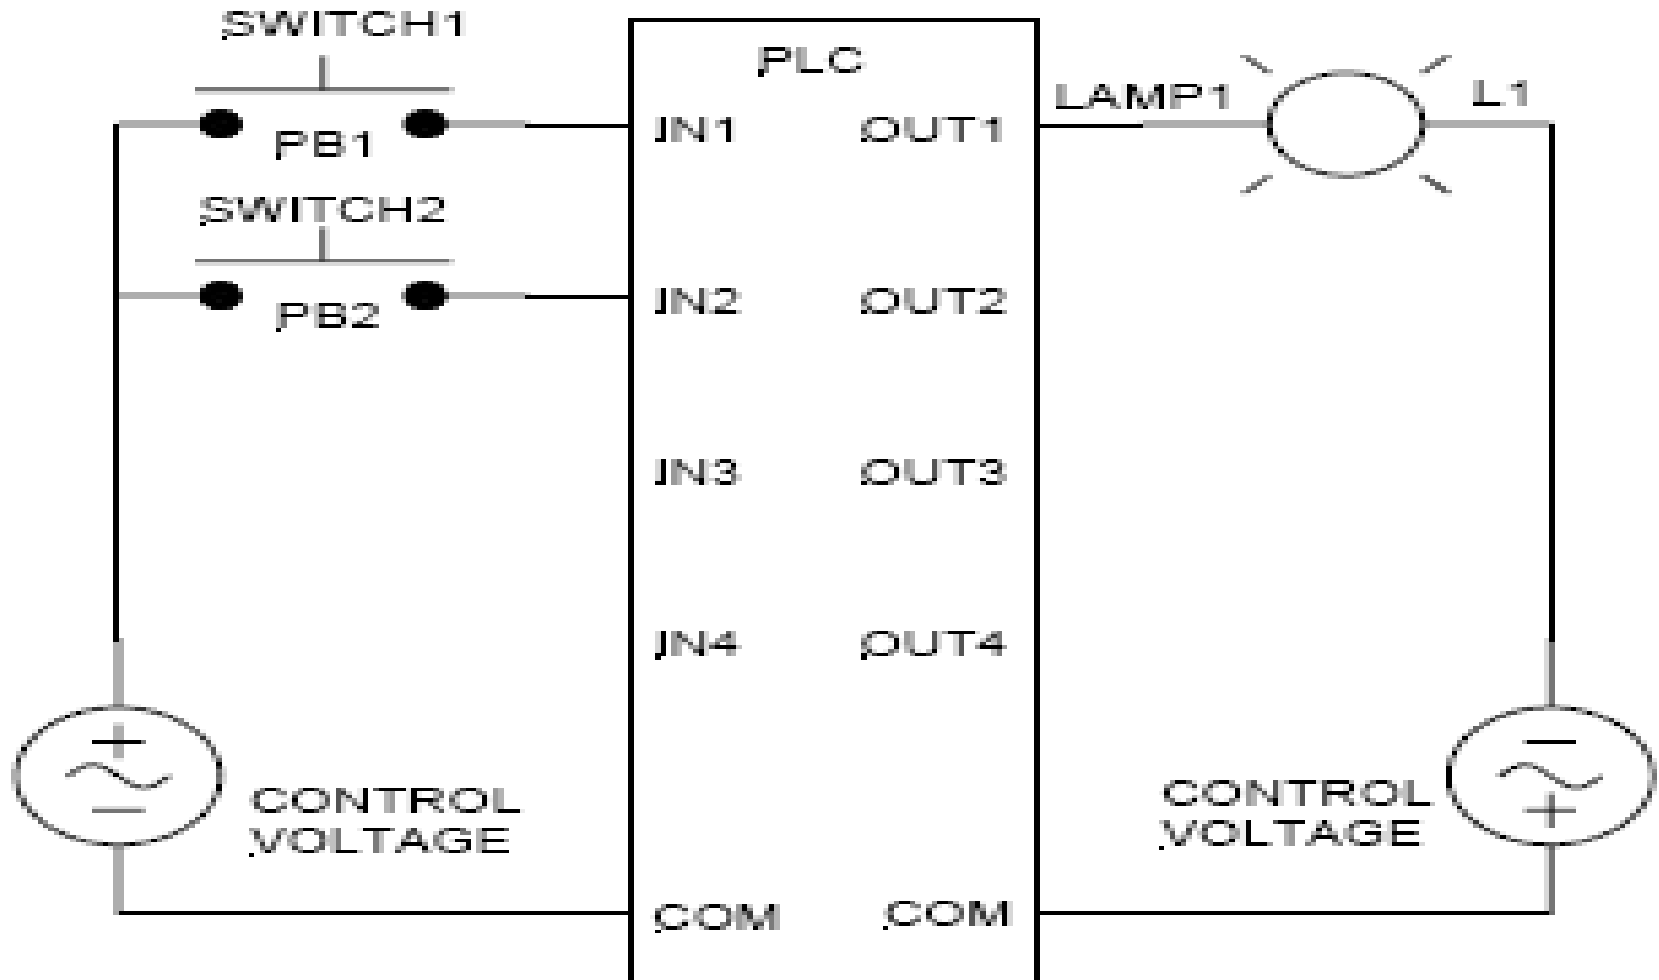 SWITCH1
PLC
LAMP1
L1
PB1
IN1
OUT1
SWITCH2
PB2
IN2
OUT2
IN3
OUT3
IN4
OUT4
+
−
CONTROL
VOLTAGE
CONTROL
VOLTAGE
−
+
COM
COM